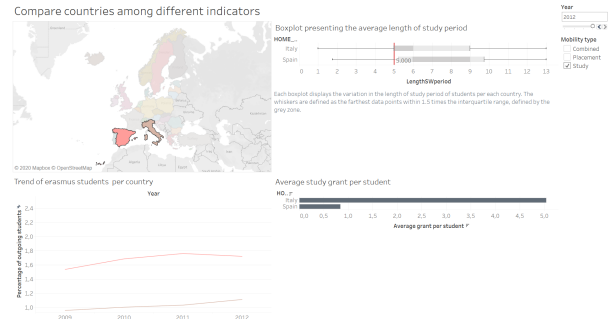 Compare countries among different indicators
Year
2012
Mobility type
Combined
Placement
Study
Boxplot presenting the average length of study period
HOME_..
Italy
Spain
5.000
0 1 2 3 4 5 6 7 8 9 10 11 12 13
LengthSWperiod
Each boxplot displays the variation in the length of study period of students per each country. The
whiskers are defined as the farthest data points within 1.5 times the interquartile range, defined by the
grey zone.
© 2020 Mapbox © OpenStreetMap
Trend of erasmus students per country
Year
Percentage of outgoing students
2,4
2,2
2,0
1,8
1,6
1,4
1,2
1,0
2009 2010 2011 2012
Average study grant per student
HO..
Italy
Spain
0,0 0,5 1,0 1,5 2,0 2,5 3,0 3,5 4,0 4,5 5,0
Average grant per student